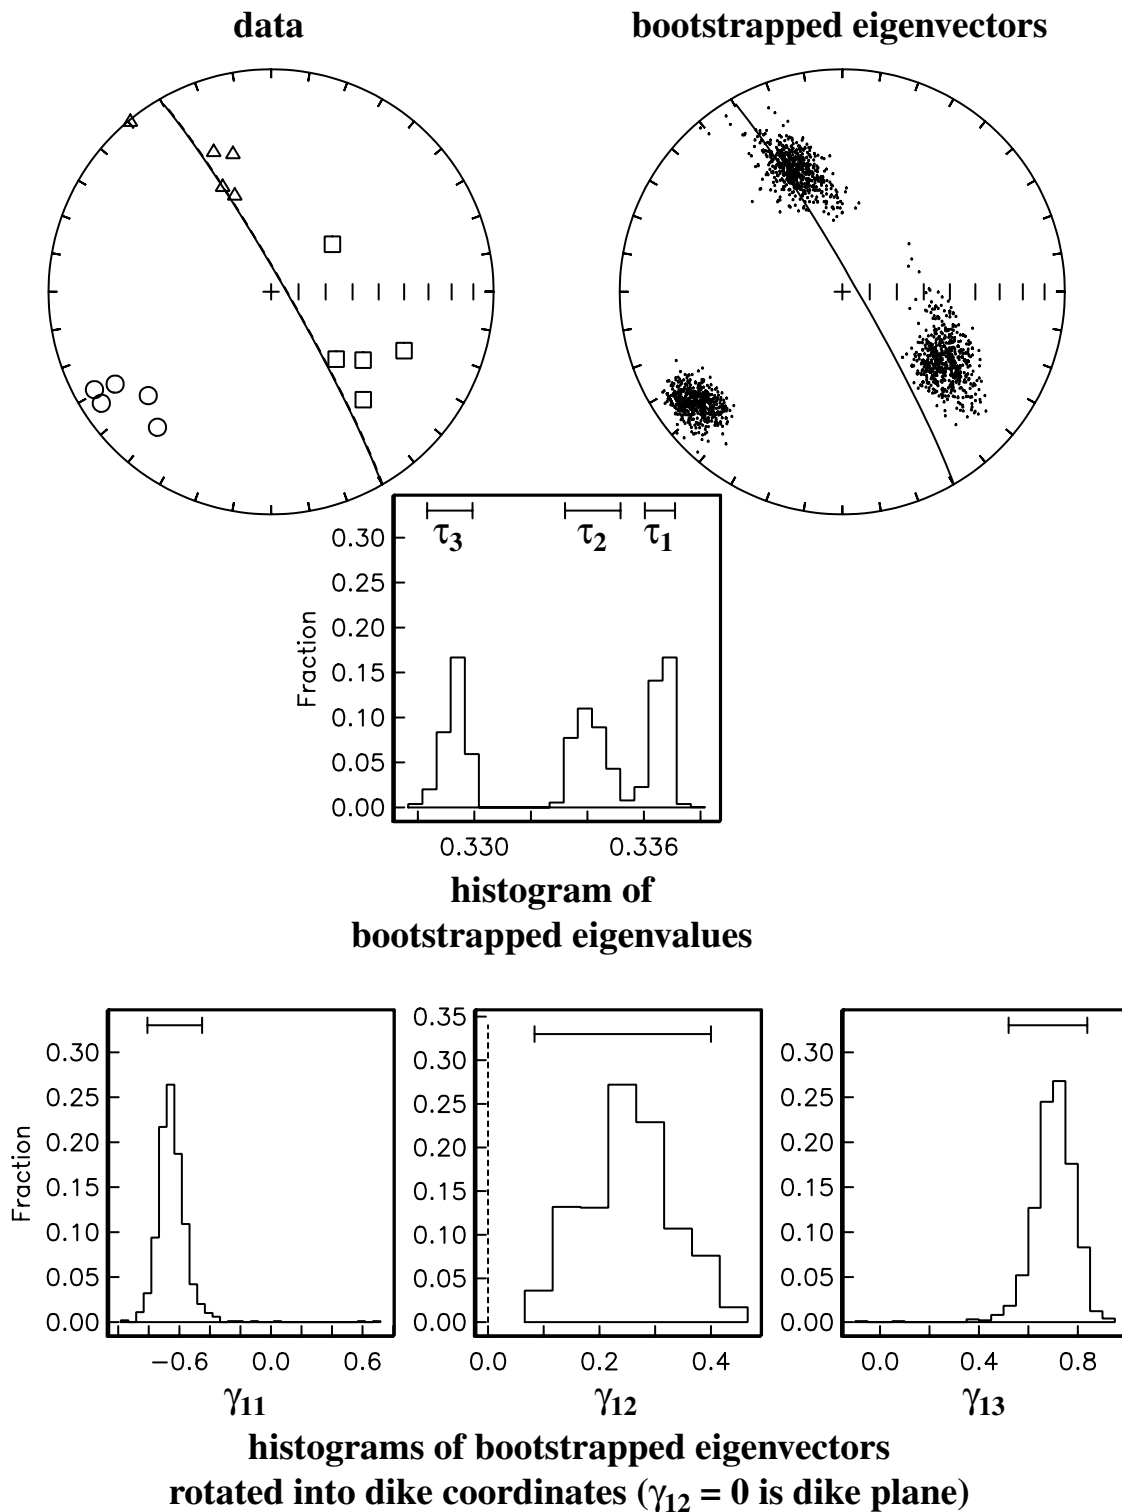 data
bootstrapped eigenvectors
τ3
τ2
τ1
0.30
0.25
0.20
0.15
0.10
0.05
0.00
Fraction
0.330
0.336
histogram of
bootstrapped eigenvalues
0.30
0.25
0.20
0.15
0.10
0.05
0.00
Fraction
−0.6
0.0
0.6
γ11
0.35
0.30
0.25
0.20
0.15
0.10
0.05
0.00
0.0
0.2
0.4
γ12
0.30
0.25
0.20
0.15
0.10
0.05
0.00
0.0
0.4
0.8
γ13
histograms of bootstrapped eigenvectors
rotated into dike coordinates (γ12 = 0 is dike plane)